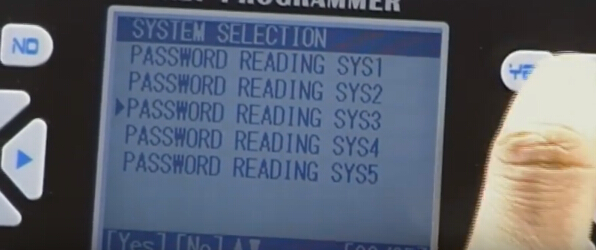 PROGRAMMER
NO
SYSTEM SELECTION
PASSWORD READING SYS1
PASSWORD READING SYS2
PASSWORD READING SYS3
PASSWORD READING SYS4
PASSWORD READING SYS5
[Yes] [No]